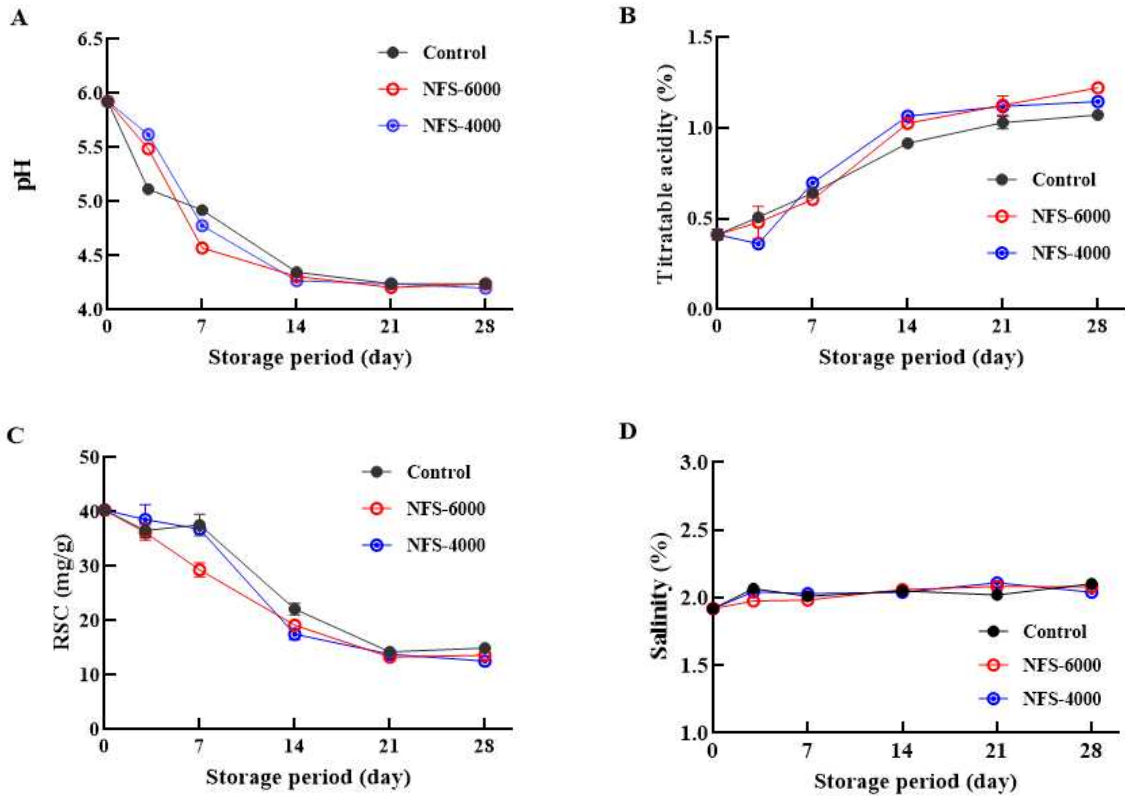 A
pH
6.0
5.5
5.0
4.5
4.0
0
7
14
21
28
Storage period (day)
Control
NFS-6000
NFS-4000
B
Titratable acidity (%)
1.5
1.0
0.5
0.0
0
7
14
21
28
Storage period (day)
Control
NFS-6000
NFS-4000
C
RSC (mg/g)
50
40
30
20
10
0
0
7
14
21
28
Storage period (day)
Control
NFS-6000
NFS-4000
D
Salinity (%)
3.0
2.5
2.0
1.5
1.0
0
7
14
21
28
Storage period (day)
Control
NFS-6000
NFS-4000